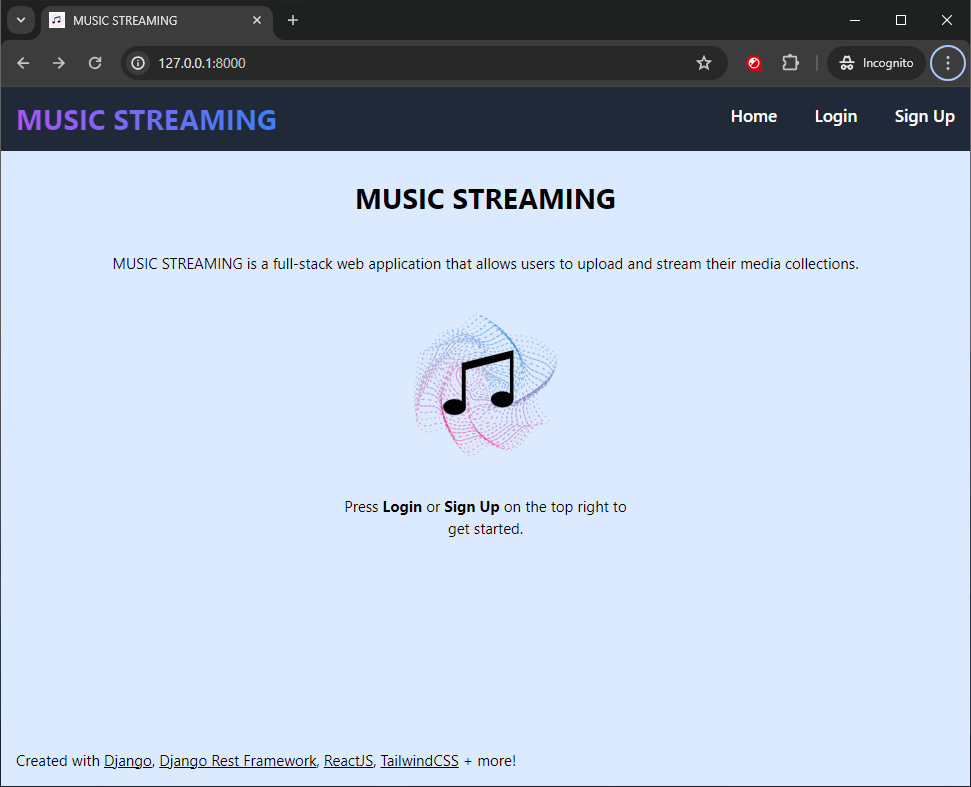 MUSIC STREAMING
127.0.0.1:8000
Incognito
MUSIC STREAMING
Home
Login
Sign Up
MUSIC STREAMING
MUSIC STREAMING is a full-stack web application that allows users to upload and stream their media collections.
Press Login or Sign Up on the top right to
get started.
Created with Django, Django Rest Framework, ReactJS, TailwindCSS + more!